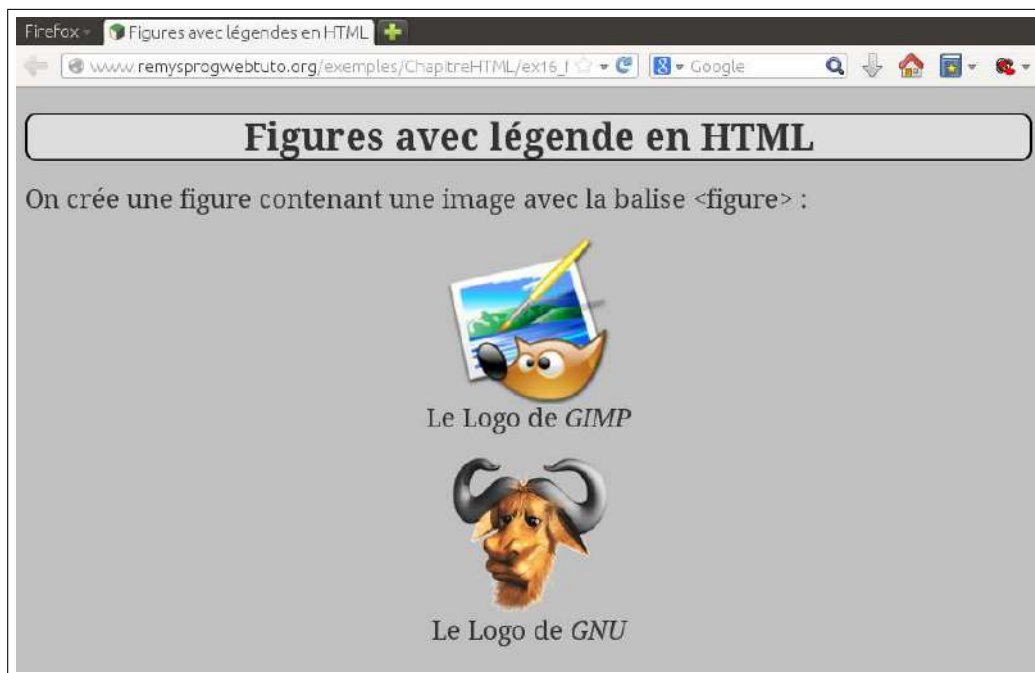 Firefox
Figures avec légendes en HTML
www.remysprogwebtuto.org/exemples/ChapitreHTML/ex16_f
Google
Figures avec légende en HTML
On crée une figure contenant une image avec la balise <figure> :
Le Logo de GIMP
Le Logo de GNU